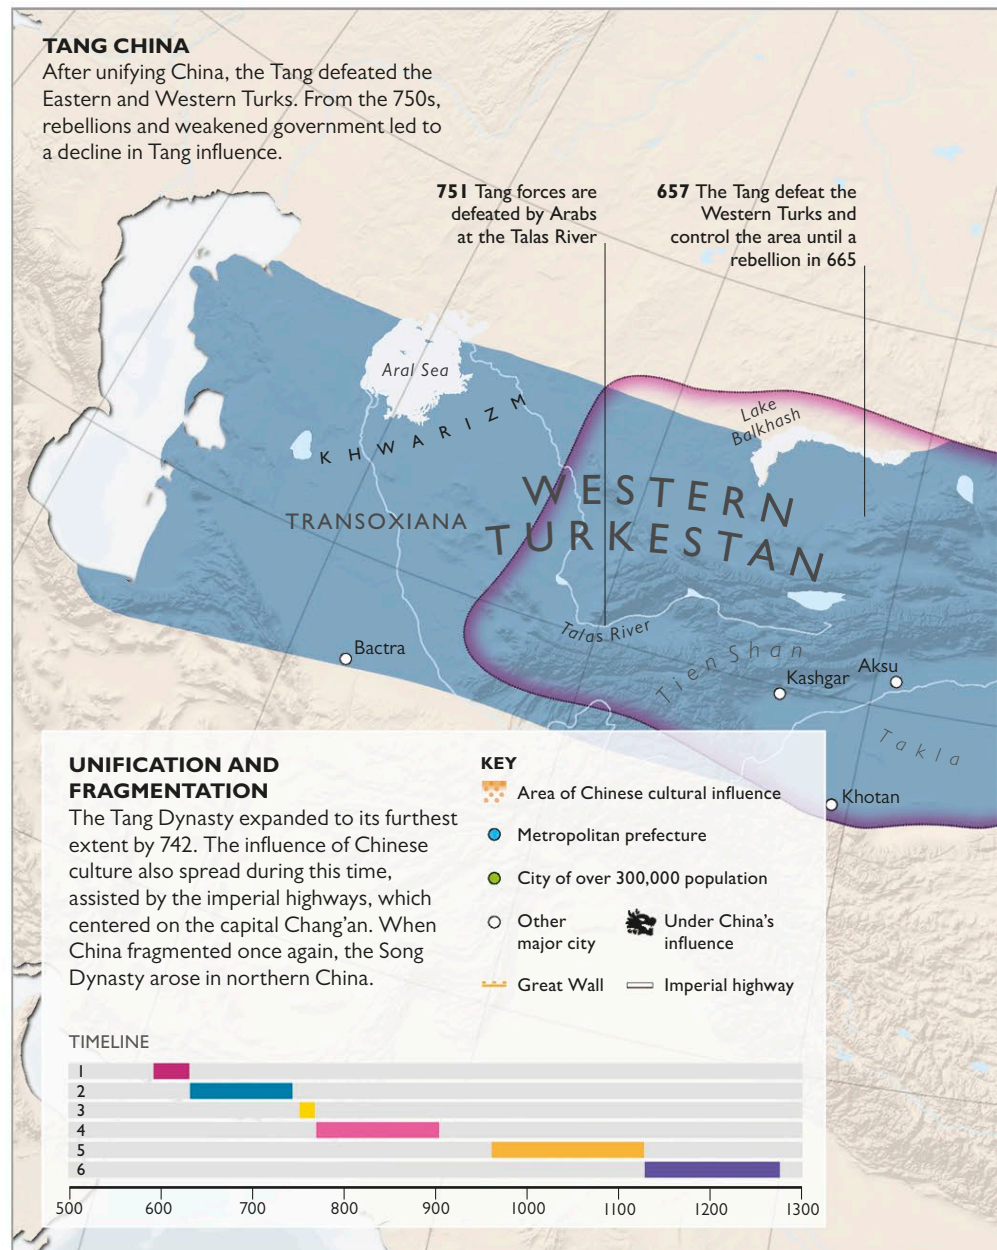 TANG CHINA
After unifying China, the Tang defeated the
Eastern and Western Turks. From the 750s,
rebellions and weakened government led to
a decline in Tang influence.
751 Tang forces are
defeated by Arabs
at the Talas River
657 The Tang defeat the
Western Turks and
control the area until a
rebellion in 665
Aral Sea
Lake
Balkhash
KHWARIZM
WESTERN
TURKESTAN
TRANSOXIANA
Talas River
Bactra
Tien Shan
Kashgar
Aksu
Takla
Khotan
UNIFICATION AND
FRAGMENTATION
The Tang Dynasty expanded to its furthest
extent by 742. The influence of Chinese
culture also spread during this time,
assisted by the imperial highways, which
centered on the capital Chang’an. When
China fragmented once again, the Song
Dynasty arose in northern China.
KEY
Area of Chinese cultural influence
Metropolitan prefecture
City of over 300,000 population
Other
major city
Under China’s
influence
Great Wall
Imperial highway
TIMELINE
1
2
3
4
5
6
500 600 700 800 900 1000 1100 1200 1300